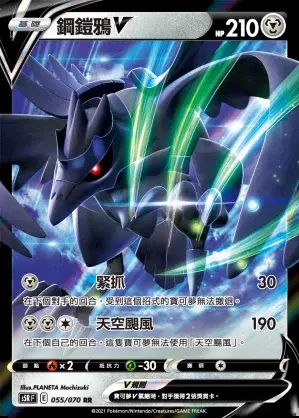 基礎 鋼鎧鴉V HP 210
緊抓 30
在下個對手的回合，受到這個招式的寶可夢無法撤退。
天空颶風 190
在下個自己的回合，這隻寶可夢無法使用「天空颶風」。
弱點 ×2 抵抗力 -30 撤退
V規則
Illus.PLANETA Mochizuki
寶可夢V【昏厥】時，對手獲得2張獎賞卡。
S5R F E 055/070 RR
©2021 Pokémon/Nintendo/Creatures/GAME FREAK.